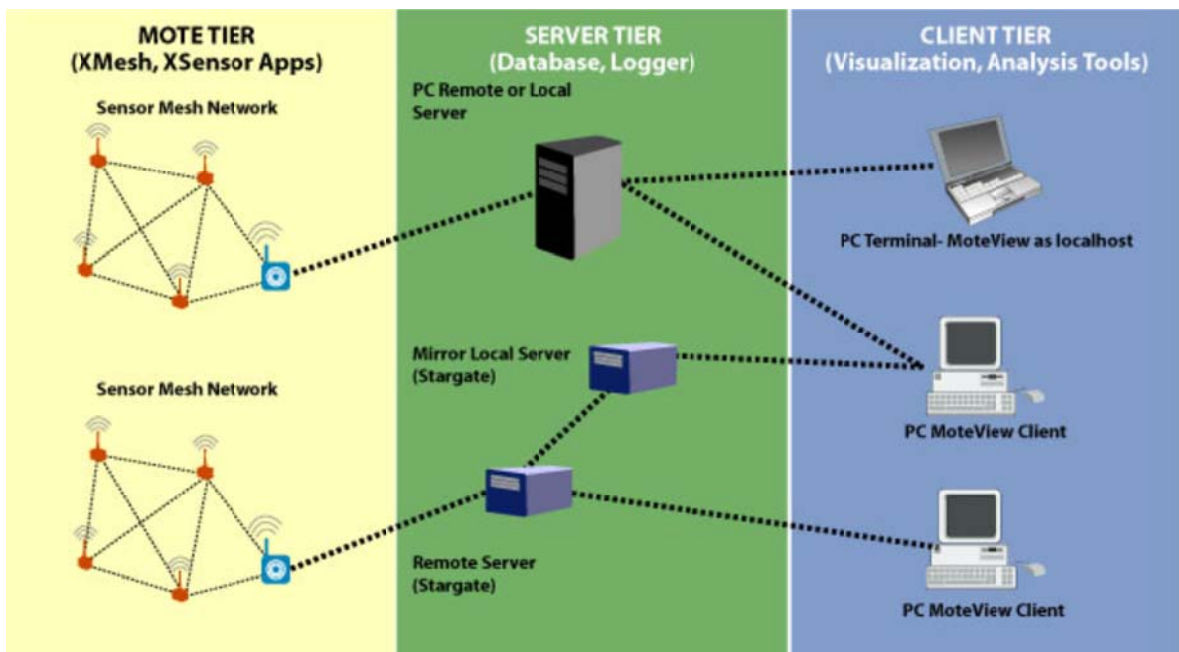 MOTE TIER
(XMesh, XSensor Apps)
Sensor Mesh Network
Sensor Mesh Network
SERVER TIER
(Database, Logger)
PC Remote or Local
Server
Mirror Local Server
(Stargate)
Remote Server
(Stargate)
CLIENT TIER
(Visualization, Analysis Tools)
PC Terminal- MoteView as localhost
PC MoteView Client
PC MoteView Client